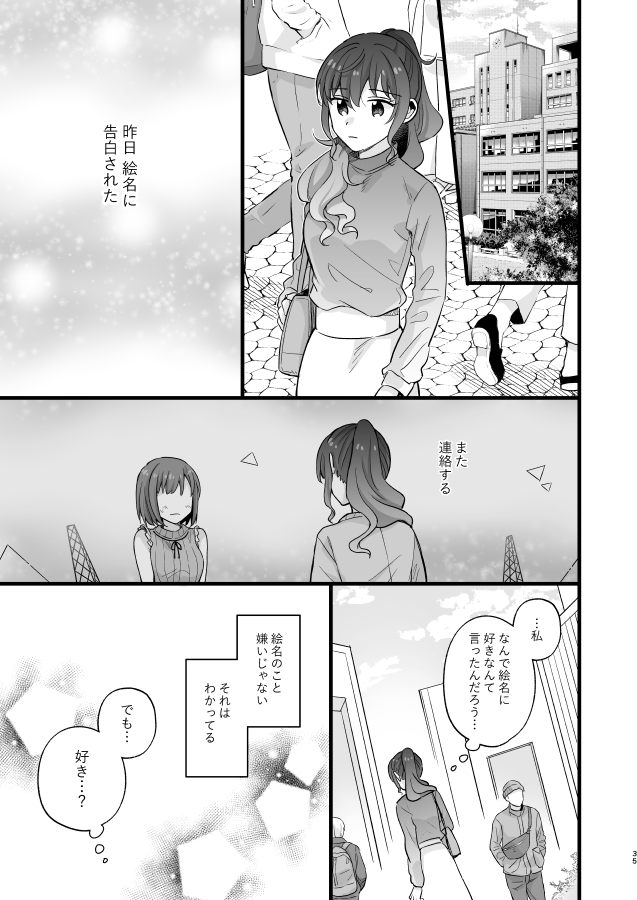 昨日 絵名に
告白された
また
連絡する
…私
なんで絵名に
好きなんて
言ったんだろう…
絵名のこと
嫌いじゃない
それは
わかってる
でも…
好き…?
35